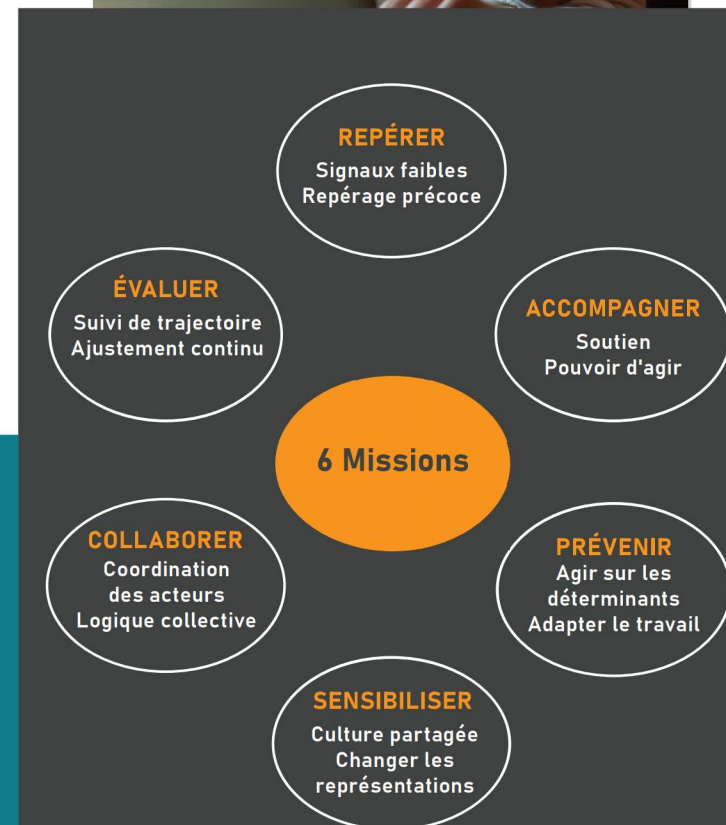 REPÉRER
Signaux faibles
Repérage précoce
ACCOMPAGNER
Soutien
Pouvoir d'agir
PRÉVENIR
Agir sur les
déterminants
Adapter le travail
SENSIBILISER
Culture partagée
Changer les
représentations
COLLABORER
Coordination
des acteurs
Logique collective
ÉVALUER
Suivi de trajectoire
Ajustement continu
6 Missions